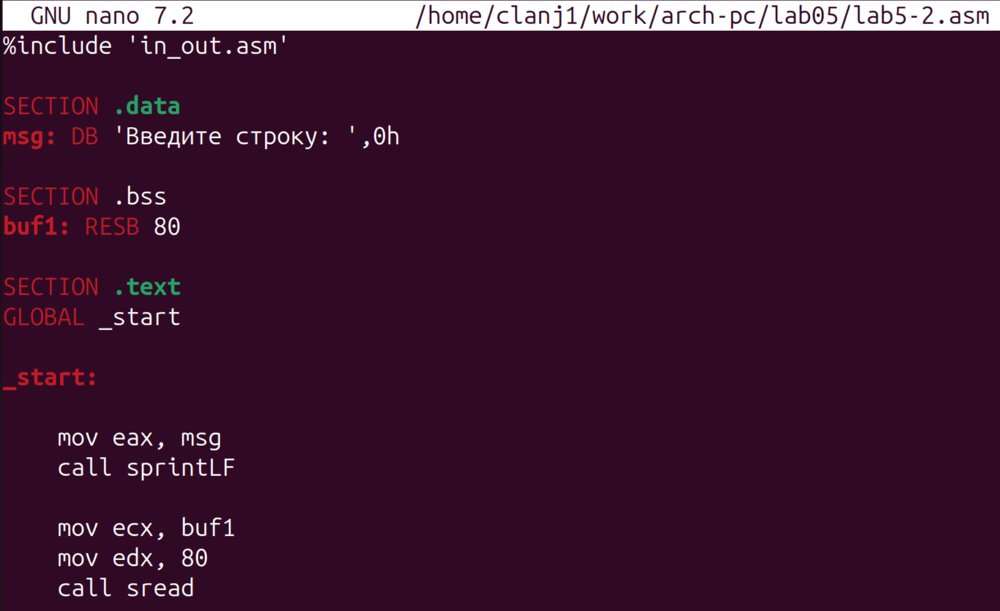 GNU nano 7.2 /home/clanj1/work/arch-pc/lab05/lab5-2.asm
%include 'in_out.asm'
SECTION .data
msg: DB 'Введите строку: ',0h
SECTION .bss
buf1: RESB 80
SECTION .text
GLOBAL _start
_start:
mov eax, msg
call sprintLF
mov ecx, buf1
mov edx, 80
call sread